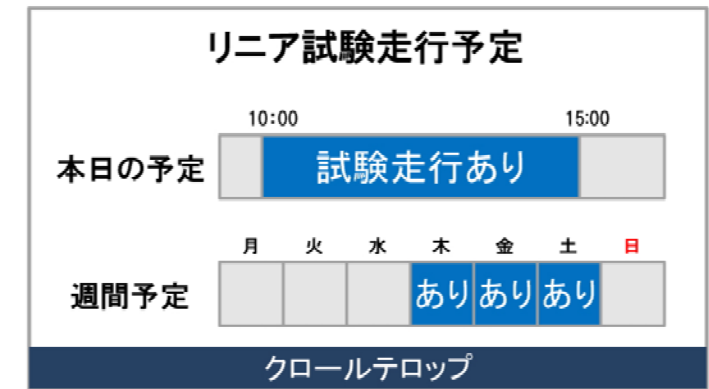 リニア試験走行予定
10:00 15:00
本日の予定 試験走行あり
月 火 水 木 金 土 日
週間予定 あり あり あり
クロールテロップ